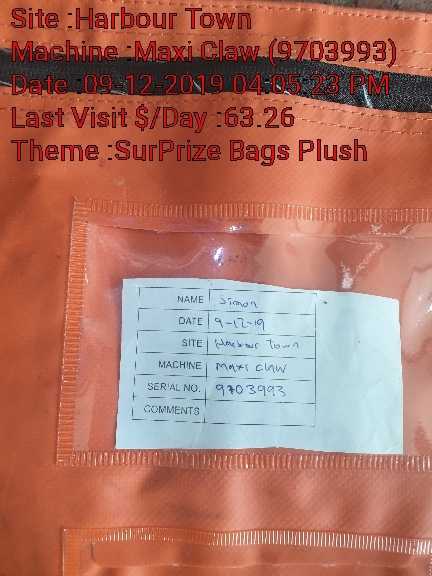 Site :Harbour Town
Machine :Maxi Claw (9703993)
Date :09-12-2019 04:05:23 PM
Last Visit $/Day :63.26
Theme :SurPrize Bags Plush
NAME Simon
DATE 9-12-19
SITE Harbour Town
MACHINE Maxi Claw
SERIAL NO. 9703993
COMMENTS